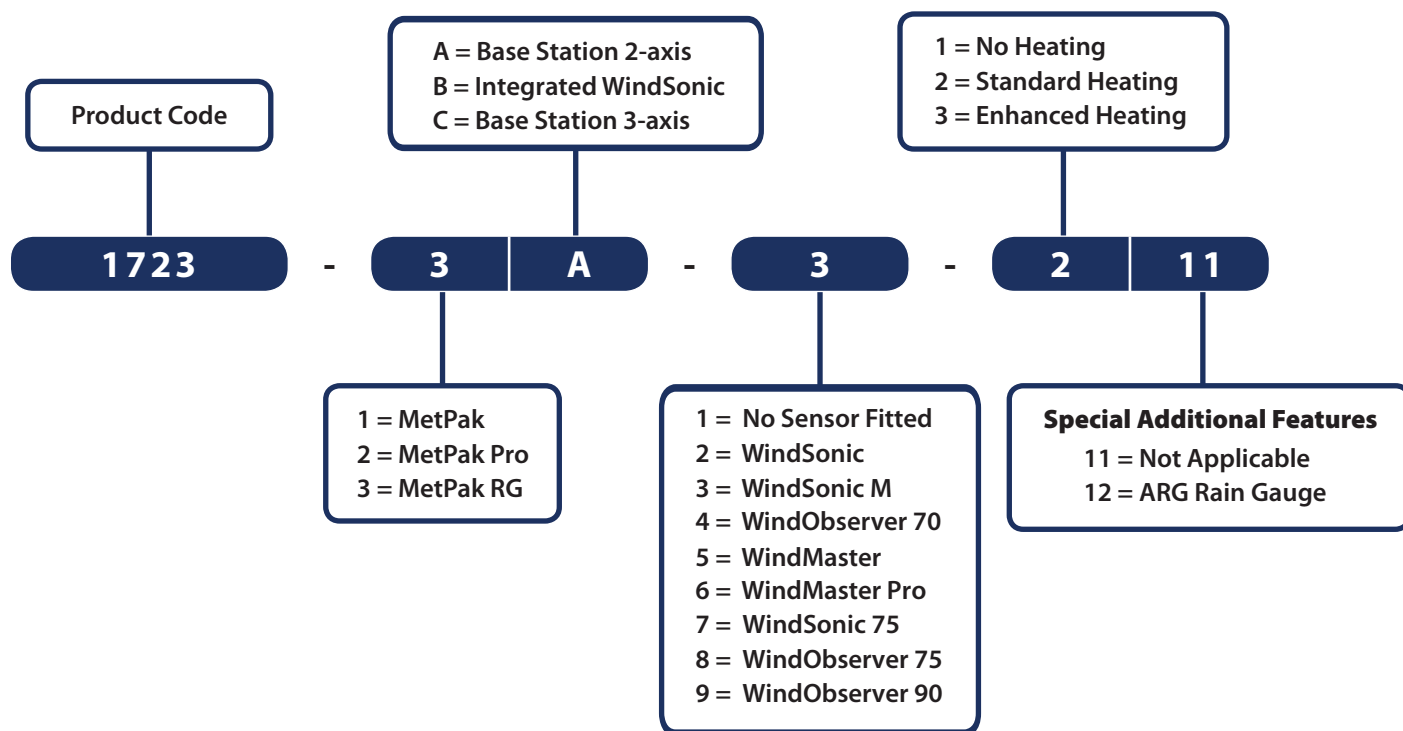 A = Base Station 2-axis
B = Integrated WindSonic
C = Base Station 3-axis
1 = No Heating
2 = Standard Heating
3 = Enhanced Heating
Product Code
1723 - 3 A - 3 - 2 11
1 = MetPak
2 = MetPak Pro
3 = MetPak RG
1 = No Sensor Fitted
2 = WindSonic
3 = WindSonic M
4 = WindObserver 70
5 = WindMaster
6 = WindMaster Pro
7 = WindSonic 75
8 = WindObserver 75
9 = WindObserver 90
Special Additional Features
11 = Not Applicable
12 = ARG Rain Gauge